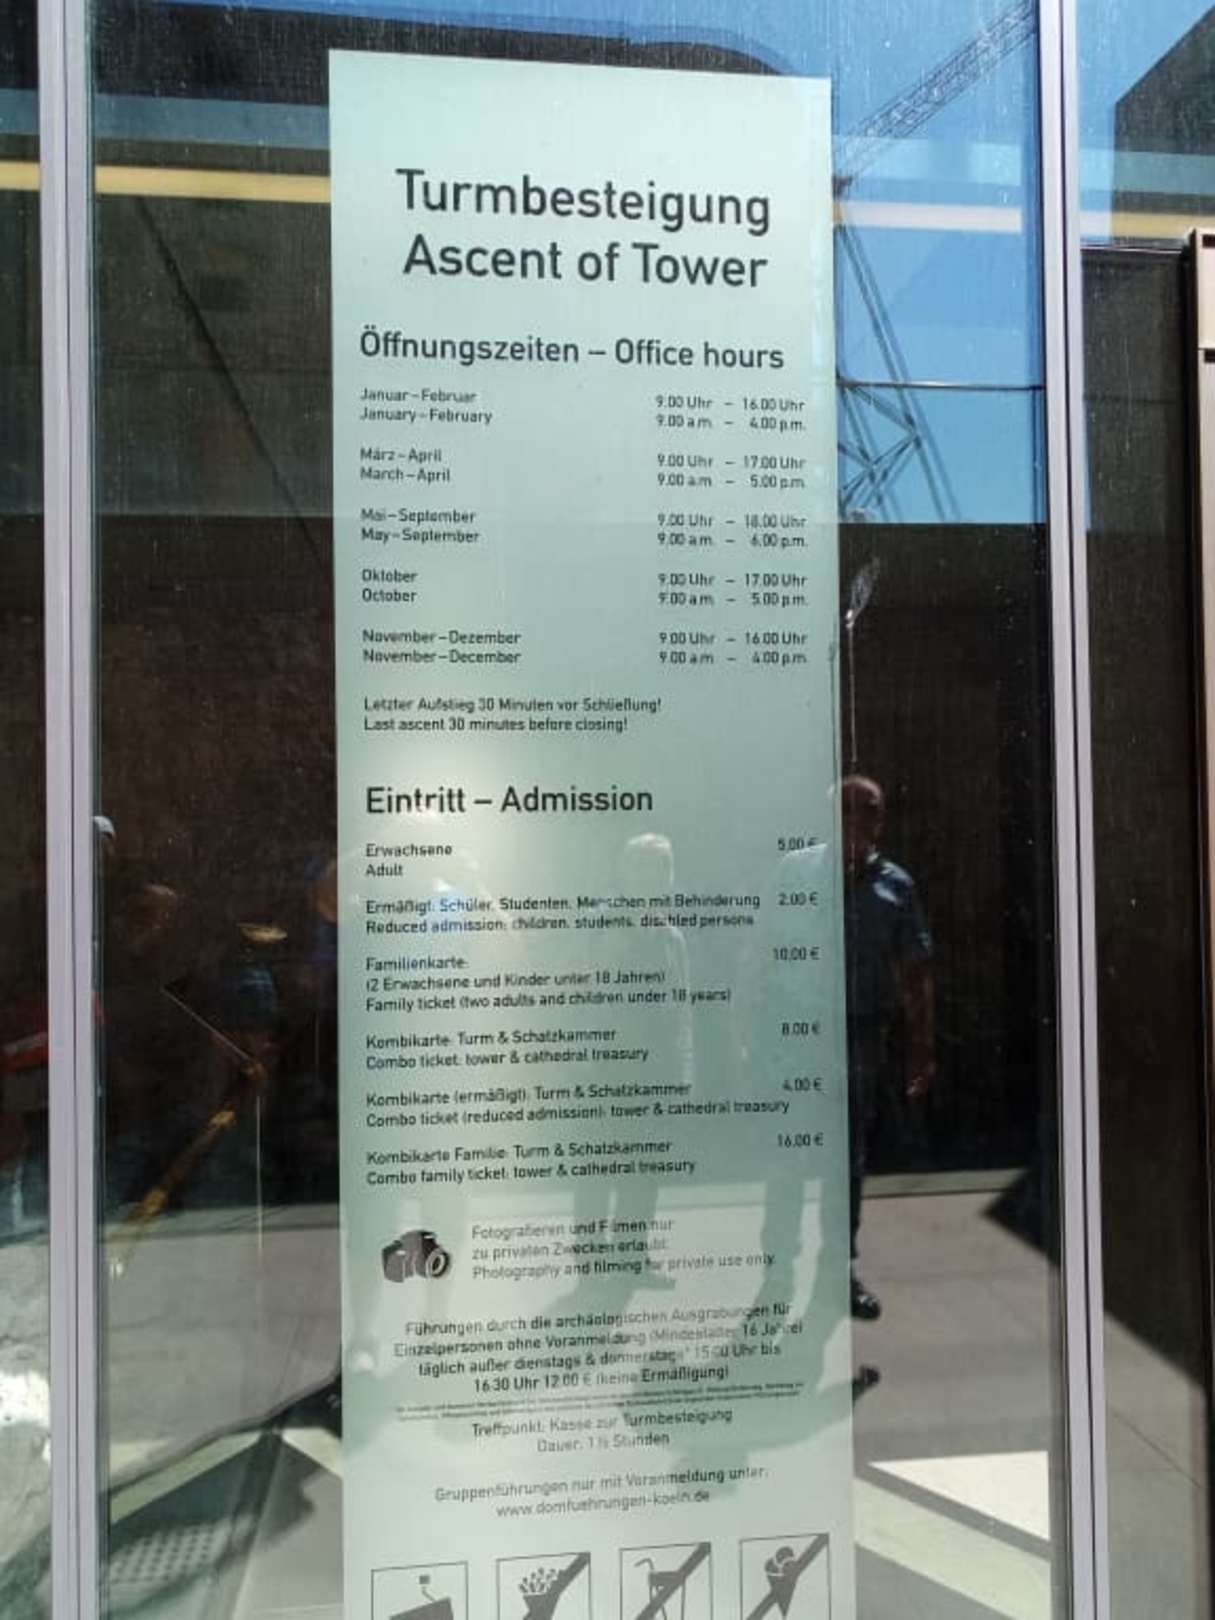 Turmbesteigung
Ascent of Tower
Öffnungszeiten – Office hours
Januar – Februar 9.00 Uhr – 16.00 Uhr
January – February 9.00 a.m. – 4.00 p.m.
März – April 9.00 Uhr – 17.00 Uhr
March – April 9.00 a.m. – 5.00 p.m.
Mai – September 9.00 Uhr – 18.00 Uhr
May – September 9.00 a.m. – 6.00 p.m.
Oktober 9.00 Uhr – 17.00 Uhr
October 9.00 a.m. – 5.00 p.m.
November – Dezember 9.00 Uhr – 16.00 Uhr
November – December 9.00 a.m. – 4.00 p.m.
Letzter Aufstieg 30 Minuten vor Schließung!
Last ascent 30 minutes before closing!
Eintritt – Admission
Erwachsene 5,00 €
Adult
Ermäßigt: Schüler, Studenten, Menschen mit Behinderung 2,00 €
Reduced admission: children, students, disabled persons
Familienkarte: 10,00 €
(2 Erwachsene und Kinder unter 18 Jahren)
Family ticket (two adults and children under 18 years)
Kombikarte: Turm & Schatzkammer 8,00 €
Combo ticket: tower & cathedral treasury
Kombikarte (ermäßigt): Turm & Schatzkammer 4,00 €
Combo ticket (reduced admission): tower & cathedral treasury
Kombikarte Familie: Turm & Schatzkammer 16,00 €
Combo family ticket: tower & cathedral treasury
Fotografieren und Filmen nur
zu privaten Zwecken erlaubt.
Photography and filming for private use only.
Führungen durch die archäologischen Ausgrabungen für
Einzelpersonen ohne Voranmeldung (Mindestalter 16 Jahre)
täglich außer dienstags & donnerstags* 15.00 Uhr bis
16.30 Uhr 12,00 € (keine Ermäßigung)
Treffpunkt: Kasse zur Turmbesteigung
Dauer: 1 ½ Stunden
Gruppenführungen nur mit Voranmeldung unter:
www.domfuehrungen-koeln.de